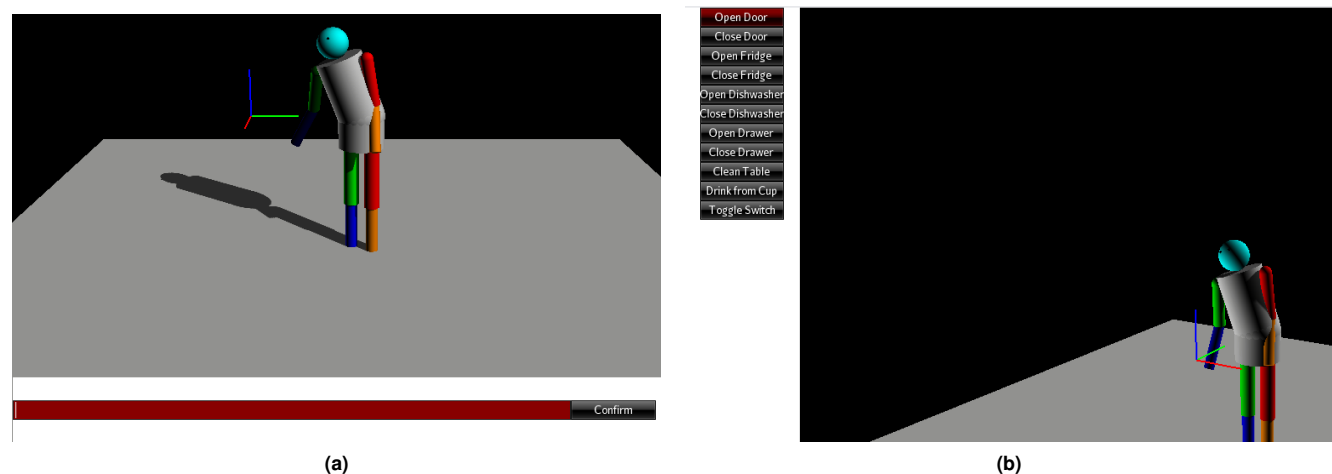 Confirm
(a)
Open Door
Close Door
Open Fridge
Close Fridge
Open Dishwasher
Close Dishwasher
Open Drawer
Close Drawer
Clean Table
Drink from Cup
Toggle Switch
(b)